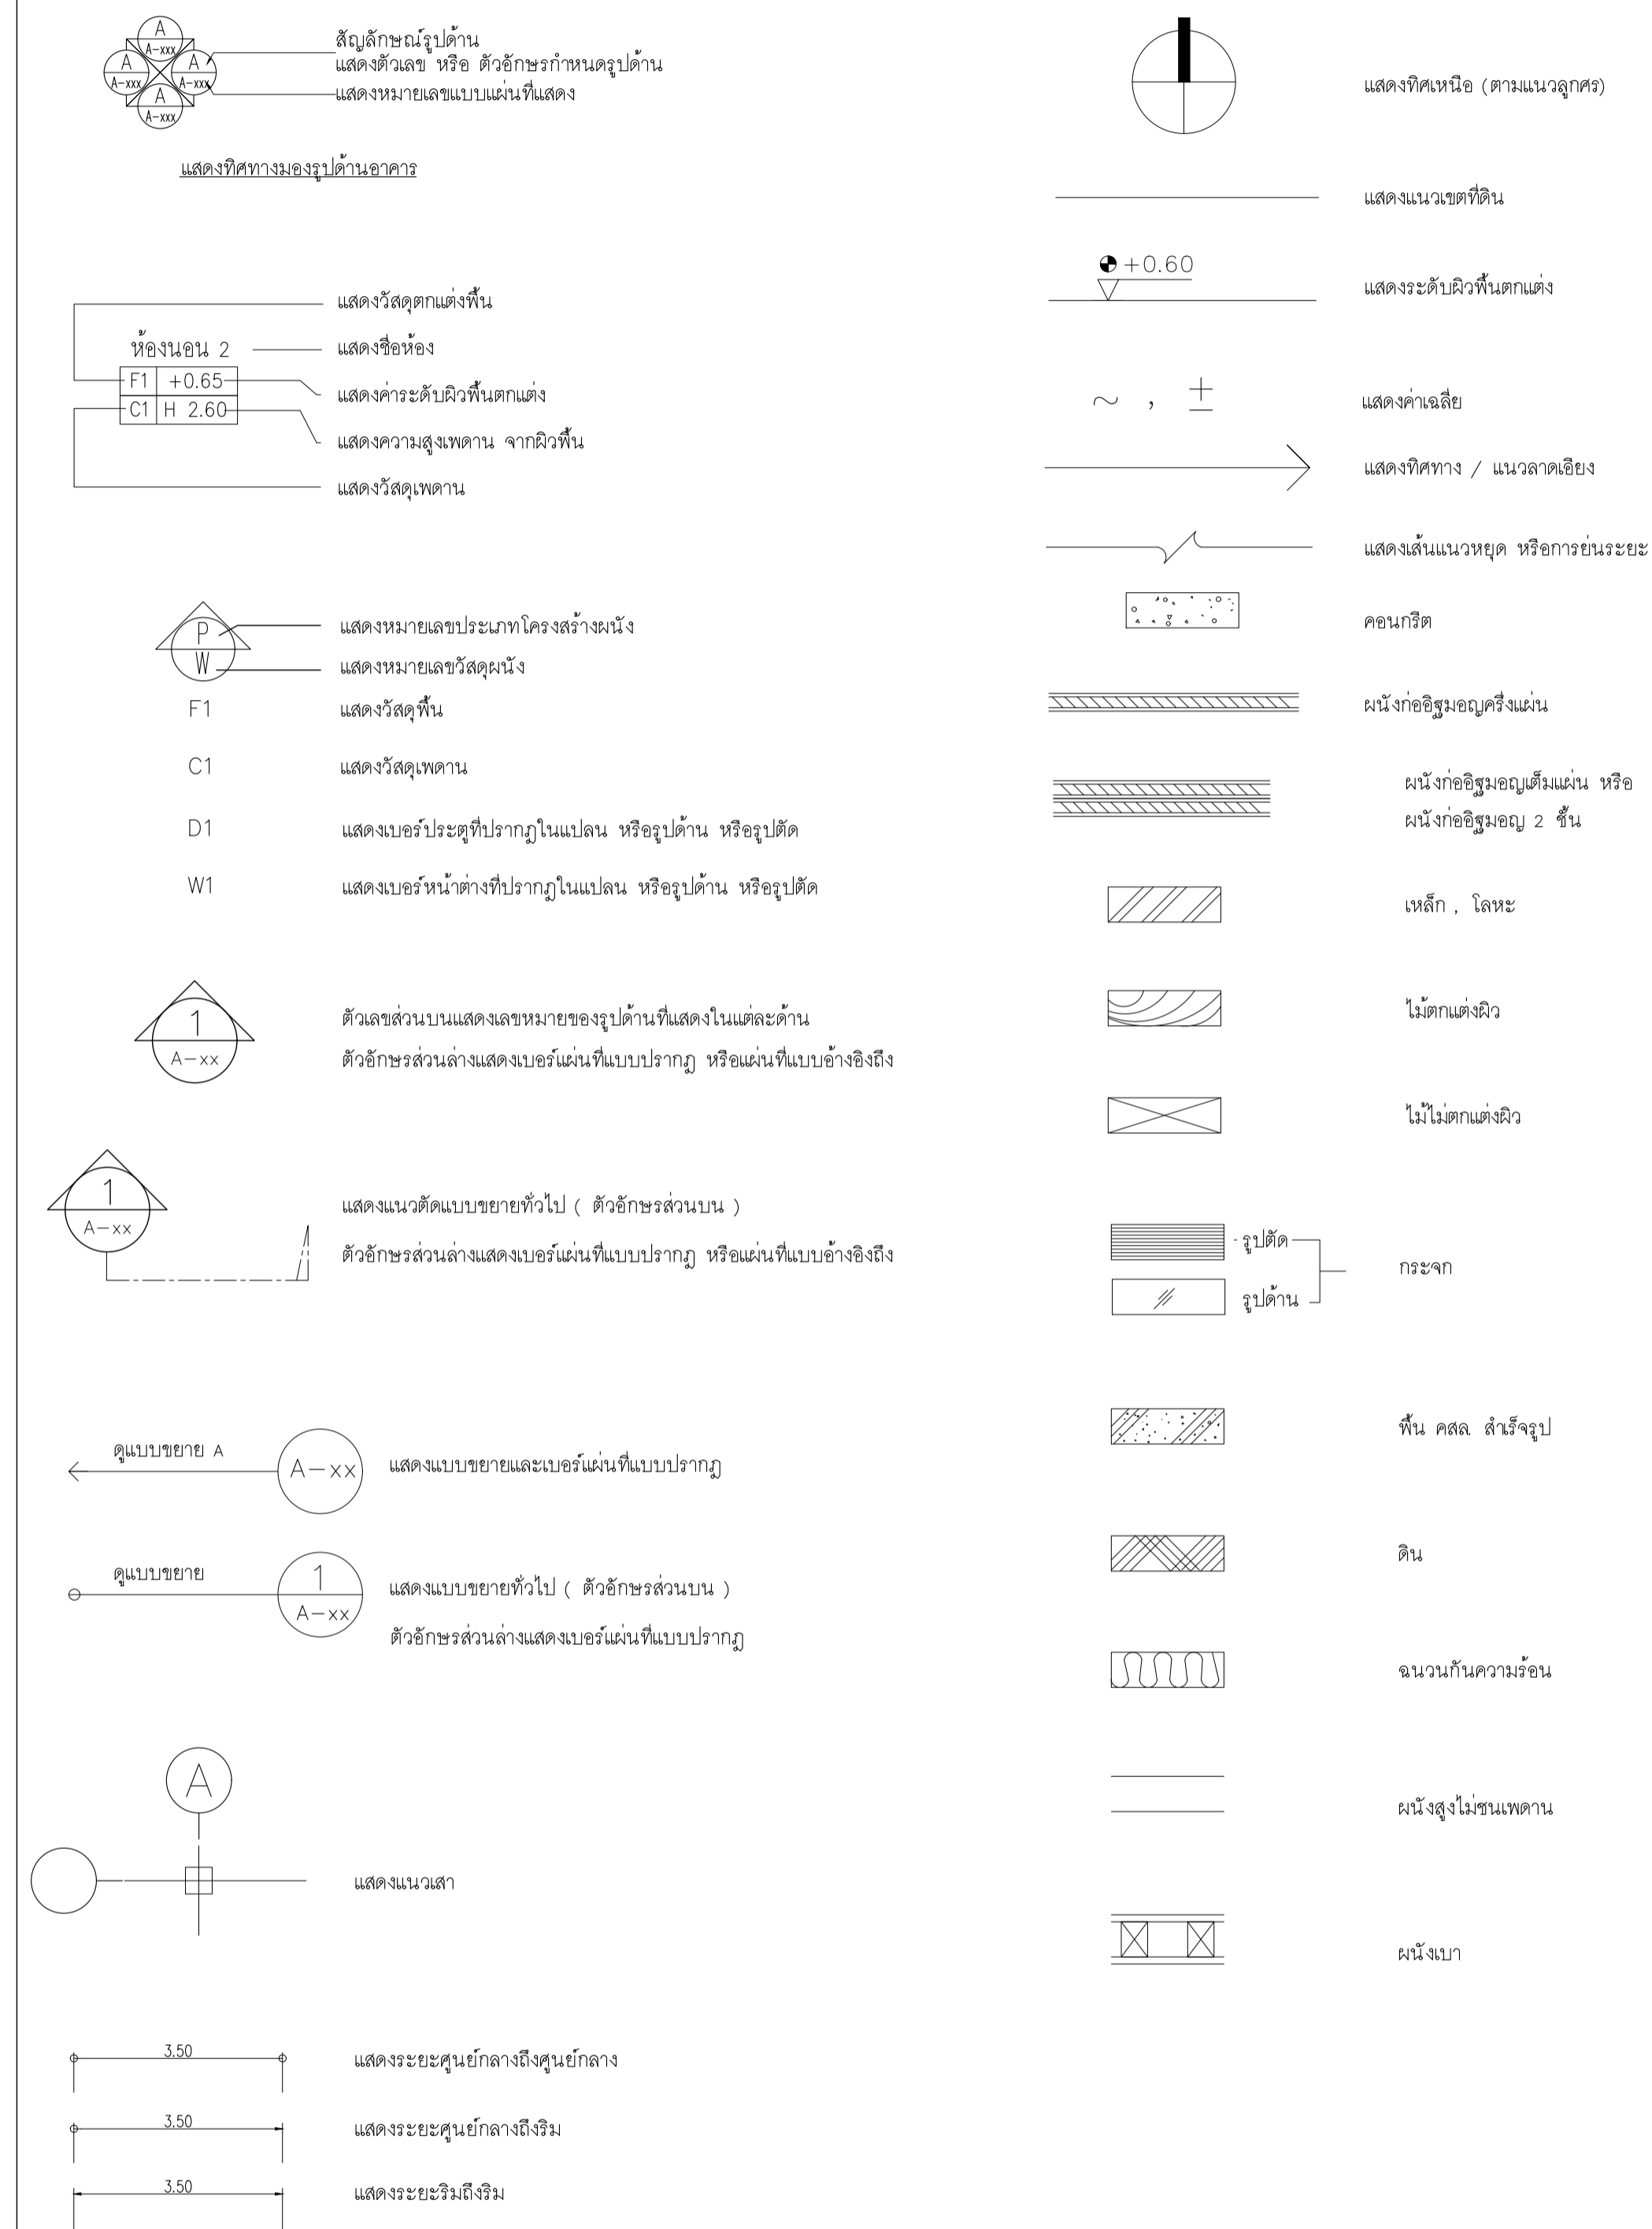 A
A-xxx
A
A-xxx
A
A-xxx
A
A-xxx
สัญลักษณ์รูปด้าน
แสดงตัวเลข หรือ ตัวอักษรกำหนดรูปด้าน
แสดงหมายเลขแบบแผ่นที่แสดง
แสดงทิศทางมองรูปด้านอาคาร
แสดงวัสดุตกแต่งพื้น
ห้องนอน 2
แสดงชื่อห้อง
F1 +0.65
แสดงค่าระดับผิวพื้นตกแต่ง
C1 H 2.60
แสดงความสูงเพดาน จากผิวพื้น
แสดงวัสดุเพดาน
P
แสดงหมายเลขประเภทโครงสร้างผนัง
W
แสดงหมายเลขวัสดุผนัง
F1 แสดงวัสดุพื้น
C1 แสดงวัสดุเพดาน
D1 แสดงเบอร์ประตูที่ปรากฎในแปลน หรือรูปด้าน หรือรูปตัด
W1 แสดงเบอร์หน้าต่างที่ปรากฎในแปลน หรือรูปด้าน หรือรูปตัด
1
A-xx
ตัวเลขส่วนบนแสดงเลขหมายของรูปด้านที่แสดงในแต่ละด้าน
ตัวอักษรส่วนล่างแสดงเบอร์แผ่นที่แบบปรากฎ หรือแผ่นที่แบบอ้างอิงถึง
1
A-xx
แสดงแนวตัดแบบขยายทั่วไป ( ตัวอักษรส่วนบน )
ตัวอักษรส่วนล่างแสดงเบอร์แผ่นที่แบบปรากฎ หรือแผ่นที่แบบอ้างอิงถึง
ดูแบบขยาย A
A-xx
แสดงแบบขยายและเบอร์แผ่นที่แบบปรากฎ
ดูแบบขยาย
1
A-xx
แสดงแบบขยายทั่วไป ( ตัวอักษรส่วนบน )
ตัวอักษรส่วนล่างแสดงเบอร์แผ่นที่แบบปรากฎ
A
แสดงแนวเสา
3.50
แสดงระยะศูนย์กลางถึงศูนย์กลาง
3.50
แสดงระยะศูนย์กลางถึงริม
3.50
แสดงระยะริมถึงริม
แสดงทิศเหนือ (ตามแนวลูกศร)
แสดงแนวเขตที่ดิน
+0.60
แสดงระดับผิวพื้นตกแต่ง
~ , ±
แสดงค่าเฉลี่ย
แสดงทิศทาง / แนวลาดเอียง
แสดงเส้นแนวหยุด หรือการย่นระยะ
คอนกรีต
ผนังก่ออิฐมอญครึ่งแผ่น
ผนังก่ออิฐมอญเต็มแผ่น หรือ
ผนังก่ออิฐมอญ 2 ชั้น
เหล็ก , โลหะ
ไม้ตกแต่งผิว
ไม้ไม่ตกแต่งผิว
รูปตัด
กระจก
รูปด้าน
พื้น คสล. สำเร็จรูป
ดิน
ฉนวนกันความร้อน
ผนังสูงไม่ชนเพดาน
ผนังเบา